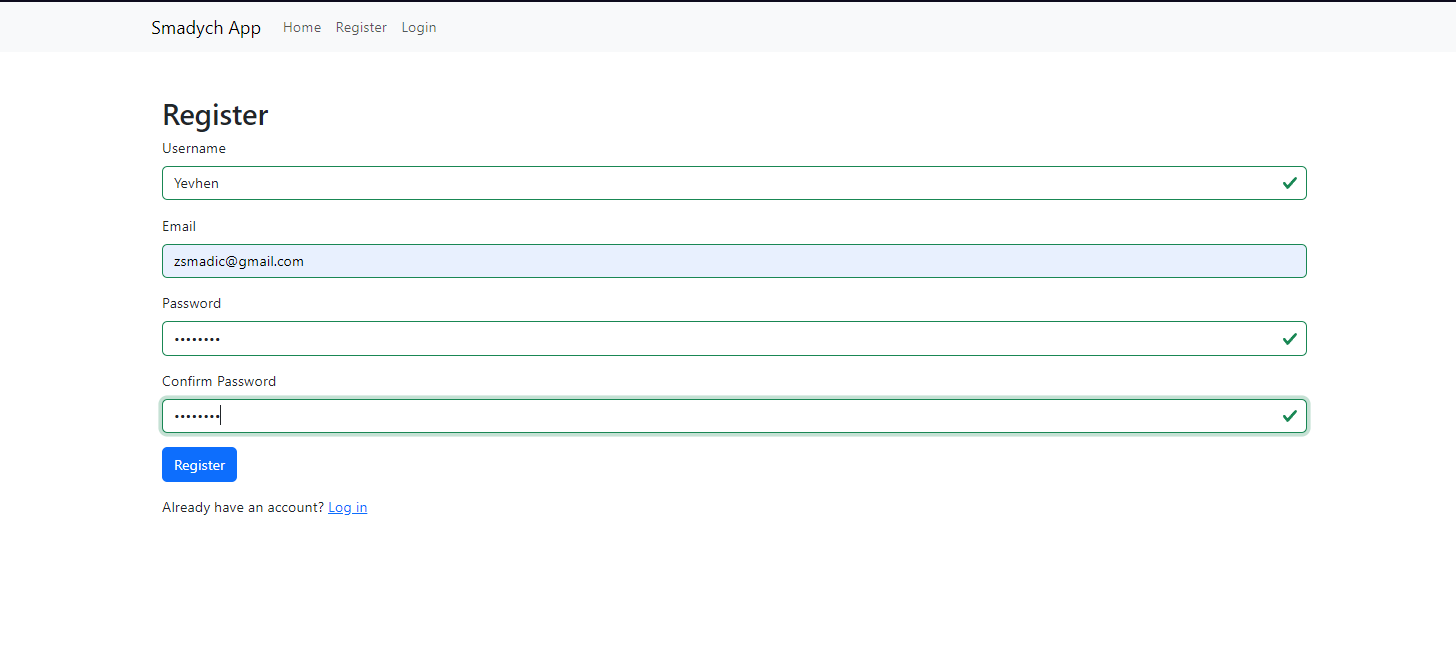 Smadych App Home Register Login
Register
Username
Yevhen
Email
zsmadic@gmail.com
Password
••••••••
Confirm Password
••••••••
Register
Already have an account? Log in